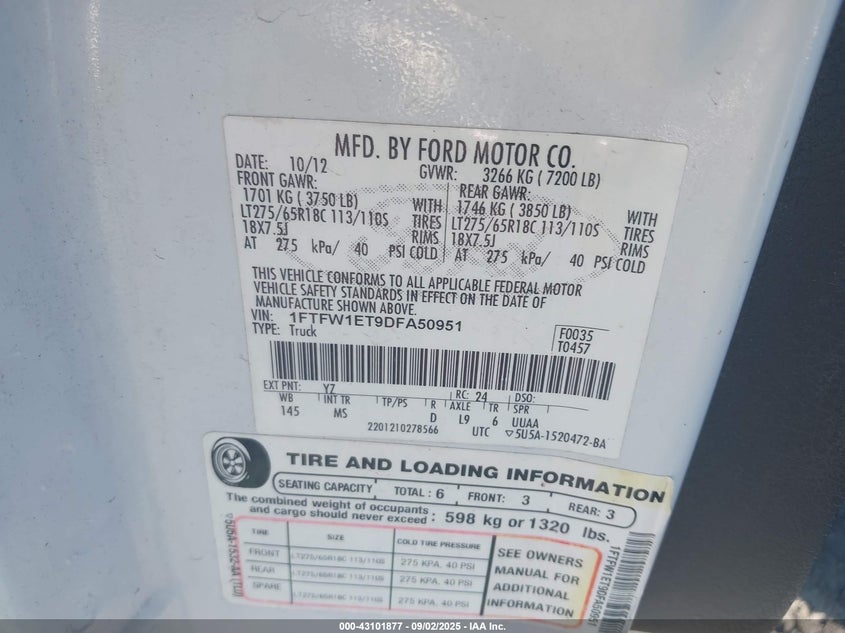 MFD. BY FORD MOTOR CO.
DATE: 10/12 GVWR: 3266 KG ( 7200 LB)
FRONT GAWR: REAR GAWR:
1701 KG ( 3750 LB) WITH 1746 KG ( 3850 LB) WITH
LT275/65R18C 113/110S TIRES LT275/65R18C 113/110S TIRES
18X7.5J RIMS 18X7.5J RIMS
AT 275 kPa/ 40 PSI COLD AT 275 kPa/ 40 PSI COLD
THIS VEHICLE CONFORMS TO ALL APPLICABLE FEDERAL MOTOR
VEHICLE SAFETY STANDARDS IN EFFECT ON THE DATE OF
MANUFACTURE SHOWN ABOVE.
VIN: 1FTFW1ET9DFA50951
TYPE: Truck
F0035
T0457
EXT PNT: YZ RC: 24 DSO:
WB INT TR TP/PS R AXLE TR SPR
145 MS D L9 6 UUAA
2201210278566 UTC ▽5U5A-1520472-BA
TIRE AND LOADING INFORMATION
SEATING CAPACITY TOTAL : 6 FRONT: 3 REAR: 3
The combined weight of occupants
and cargo should never exceed : 598 kg or 1320 lbs.
TIRE SIZE COLD TIRE PRESSURE
FRONT LT275/65R18C 113/110S 275 KPA, 40 PSI
REAR LT275/65R18C 113/110S 275 KPA, 40 PSI
SPARE LT275/65R18C 113/110S 275 KPA, 40 PSI
SEE OWNERS
MANUAL FOR
ADDITIONAL
INFORMATION
1FTFW1ET9DFA50951
000-43101877 - 09/02/2025 - IAA Inc.